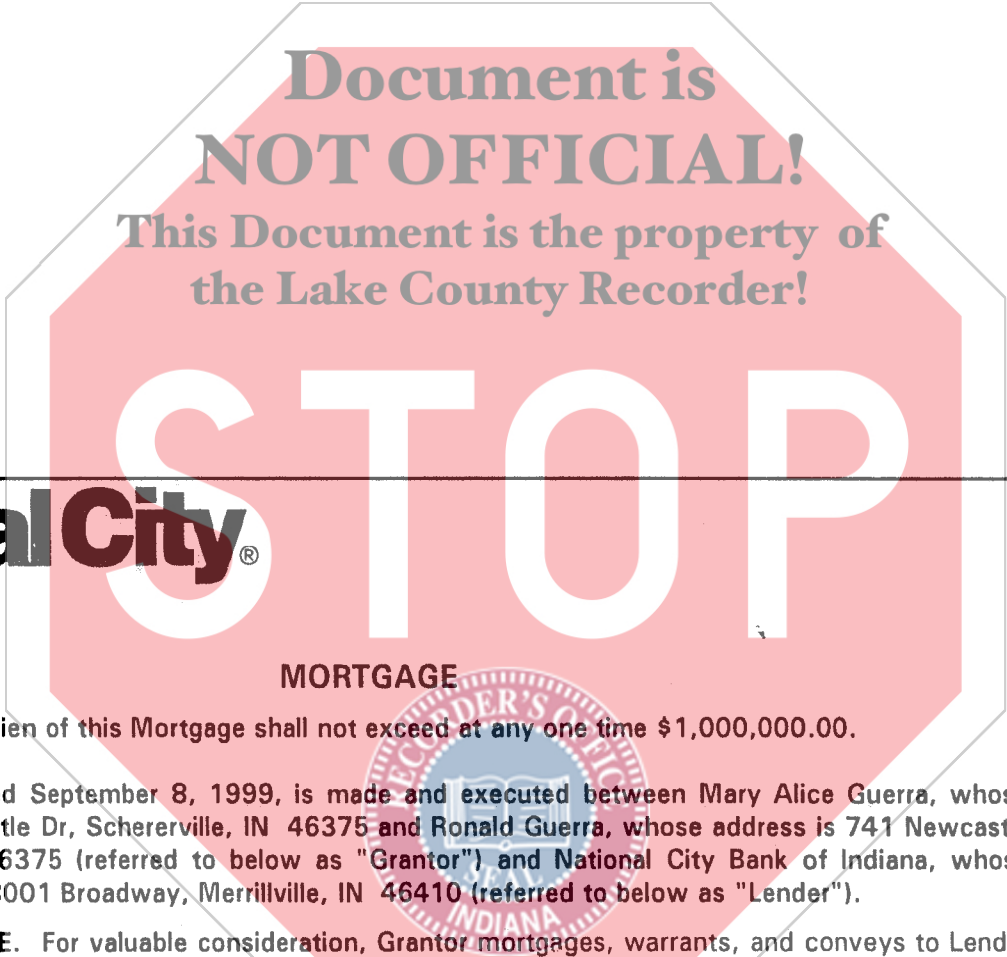 Document is
NOT OFFICIAL!
This Document is the property of
the Lake County Recorder!
STOP
al City®
MORTGAGE
ien of this Mortgage shall not exceed at any one time $1,000,000.00.
d September 8, 1999, is made and executed between Mary Alice Guerra, whos
tle Dr, Schererville, IN 46375 and Ronald Guerra, whose address is 741 Newcast
6375 (referred to below as "Grantor") and National City Bank of Indiana, whos
001 Broadway, Merrillville, IN 46410 (referred to below as "Lender").
E. For valuable consideration, Grantor mortgages, warrants, and conveys to Lend
RECORDER'S OFFICE
SEAL
INDIANA